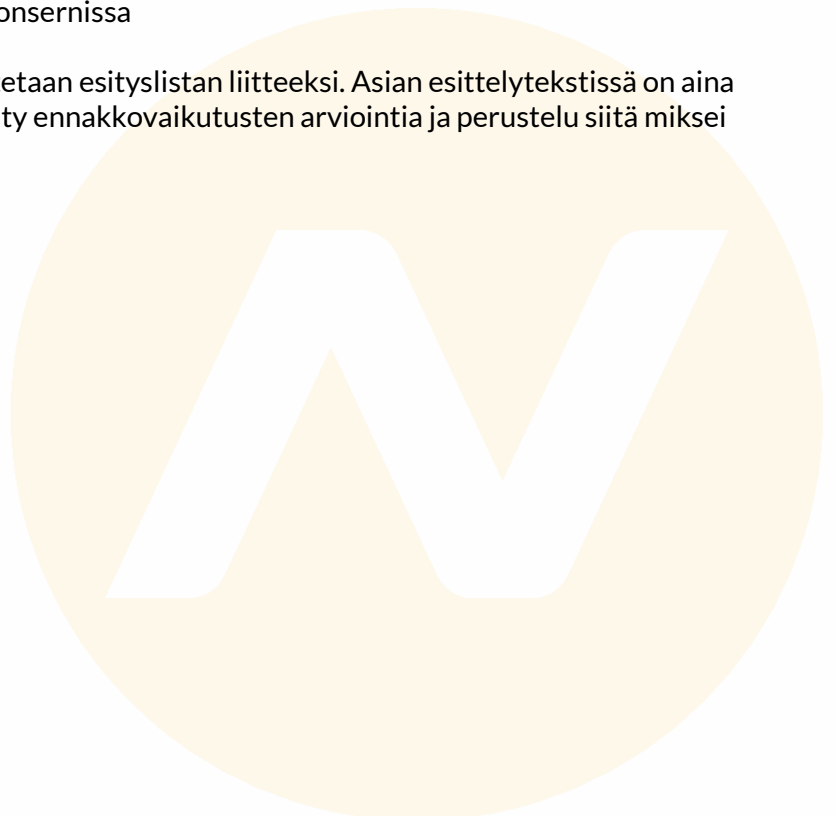 onsernissa
etaan esityslistan liitteeksi. Asian esittelytekstissä on aina
ty ennakkovaikutusten arviointia ja perustelu siitä miksei